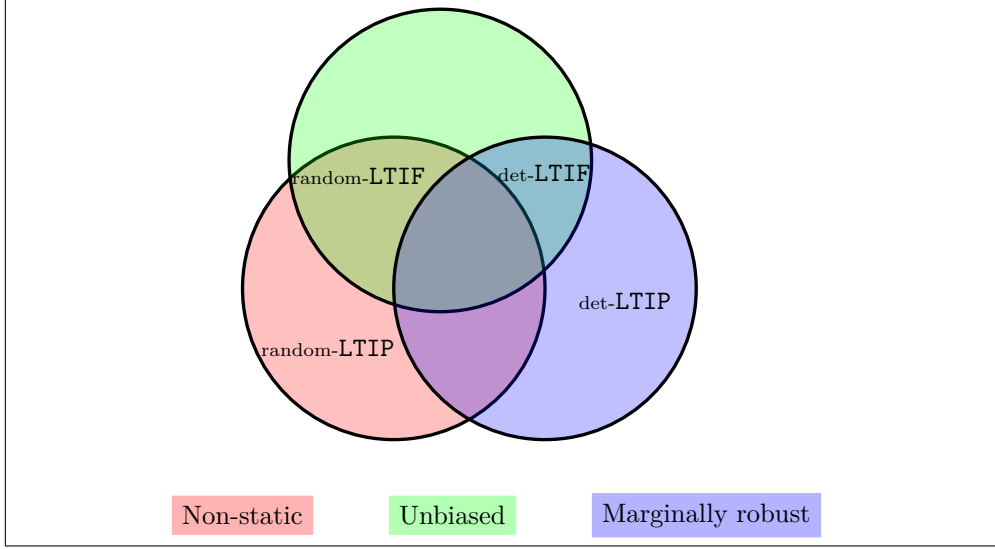 random-LTIF
det-LTIF
det-LTIP
random-LTIP
Non-static
Unbiased
Marginally robust